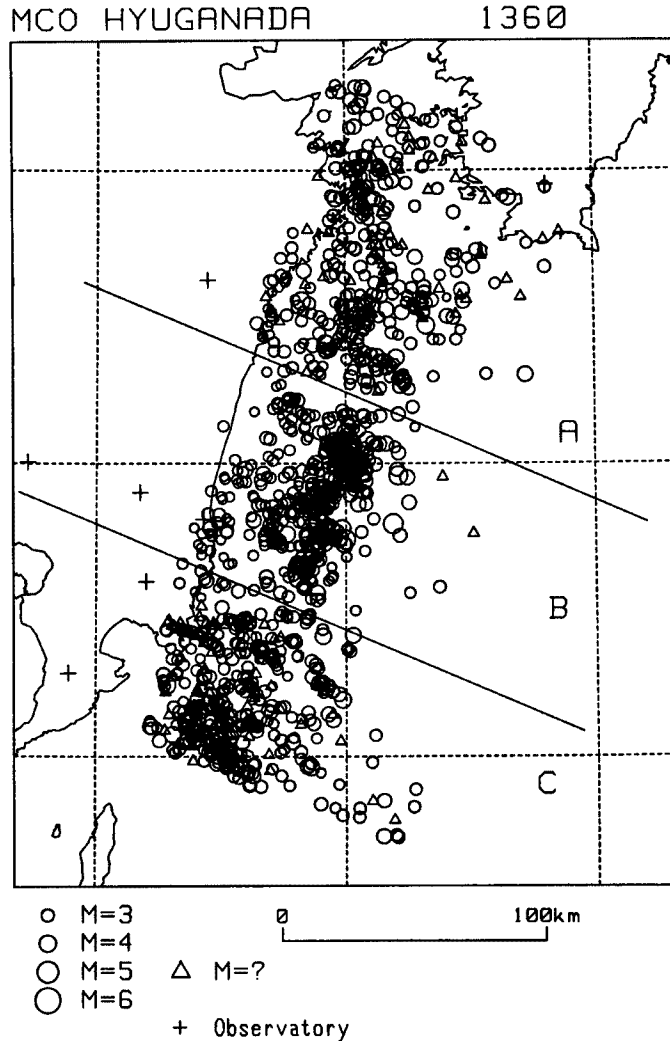 MCO HYUGANADA 1360
A
B
C
M=3
M=4
M=5
M=6
M=?
Observatory
0 100km